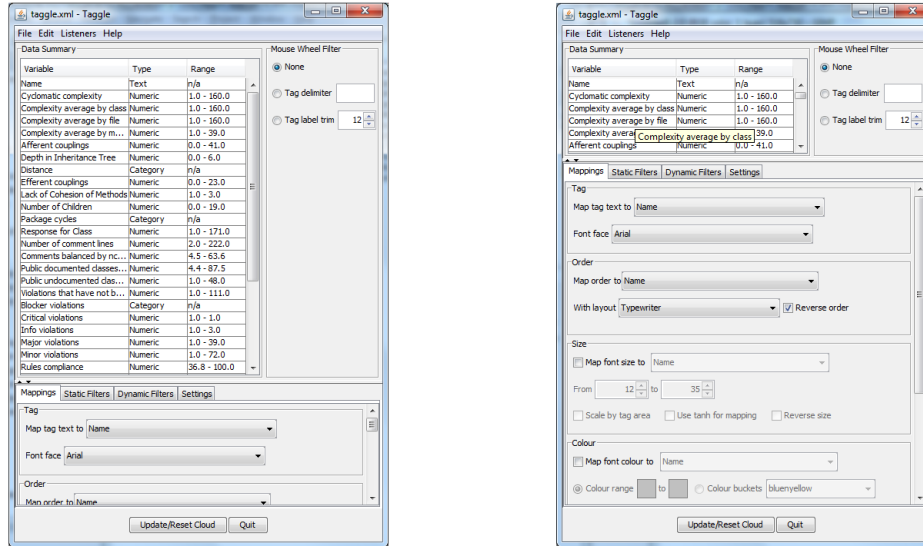 taggle.xml - Taggle
File Edit Listeners Help
Data Summary
Variable Type Range
Name Text n/a
Cyclomatic complexity Numeric 1.0 - 160.0
Complexity average by class Numeric 1.0 - 160.0
Complexity average by file Numeric 1.0 - 160.0
Complexity average by m... Numeric 1.0 - 39.0
Afferent couplings Numeric 0.0 - 41.0
Depth in Inheritance Tree Numeric 0.0 - 6.0
Distance Category n/a
Efferent couplings Numeric 0.0 - 23.0
Lack of Cohesion of Methods Numeric 1.0 - 3.0
Number of Children Numeric 0.0 - 19.0
Package cycles Category n/a
Response for Class Numeric 1.0 - 171.0
Number of comment lines Numeric 2.0 - 222.0
Comments balanced by nc... Numeric 4.5 - 63.6
Public documented classes... Numeric 4.4 - 87.5
Public undocumented clas... Numeric 1.0 - 48.0
Violations that have not b... Numeric 1.0 - 111.0
Blocker violations Category n/a
Critical violations Numeric 1.0 - 1.0
Info violations Numeric 1.0 - 3.0
Major violations Numeric 1.0 - 39.0
Minor violations Numeric 1.0 - 72.0
Rules compliance Numeric 36.8 - 100.0
Mouse Wheel Filter
None
Tag delimiter
Tag label trim 12
Mappings Static Filters Dynamic Filters Settings
Tag
Map tag text to Name
Font face Arial
Order
Map order to Name
Update/Reset Cloud Quit
taggle.xml - Taggle
File Edit Listeners Help
Data Summary
Variable Type Range
Name Text n/a
Cyclomatic complexity Numeric 1.0 - 160.0
Complexity average by class Numeric 1.0 - 160.0
Complexity average by file Numeric 1.0 - 160.0
Complexity average by class
39.0
Afferent couplings Numeric 0.0 - 41.0
Mouse Wheel Filter
None
Tag delimiter
Tag label trim 12
Mappings Static Filters Dynamic Filters Settings
Tag
Map tag text to Name
Font face Arial
Order
Map order to Name
With layout Typewriter Reverse order
Size
Map font size to Name
From 12 to 35
Scale by tag area Use tanh for mapping Reverse size
Colour
Map font colour to Name
Colour range to Colour buckets bluenyellow
Update/Reset Cloud Quit